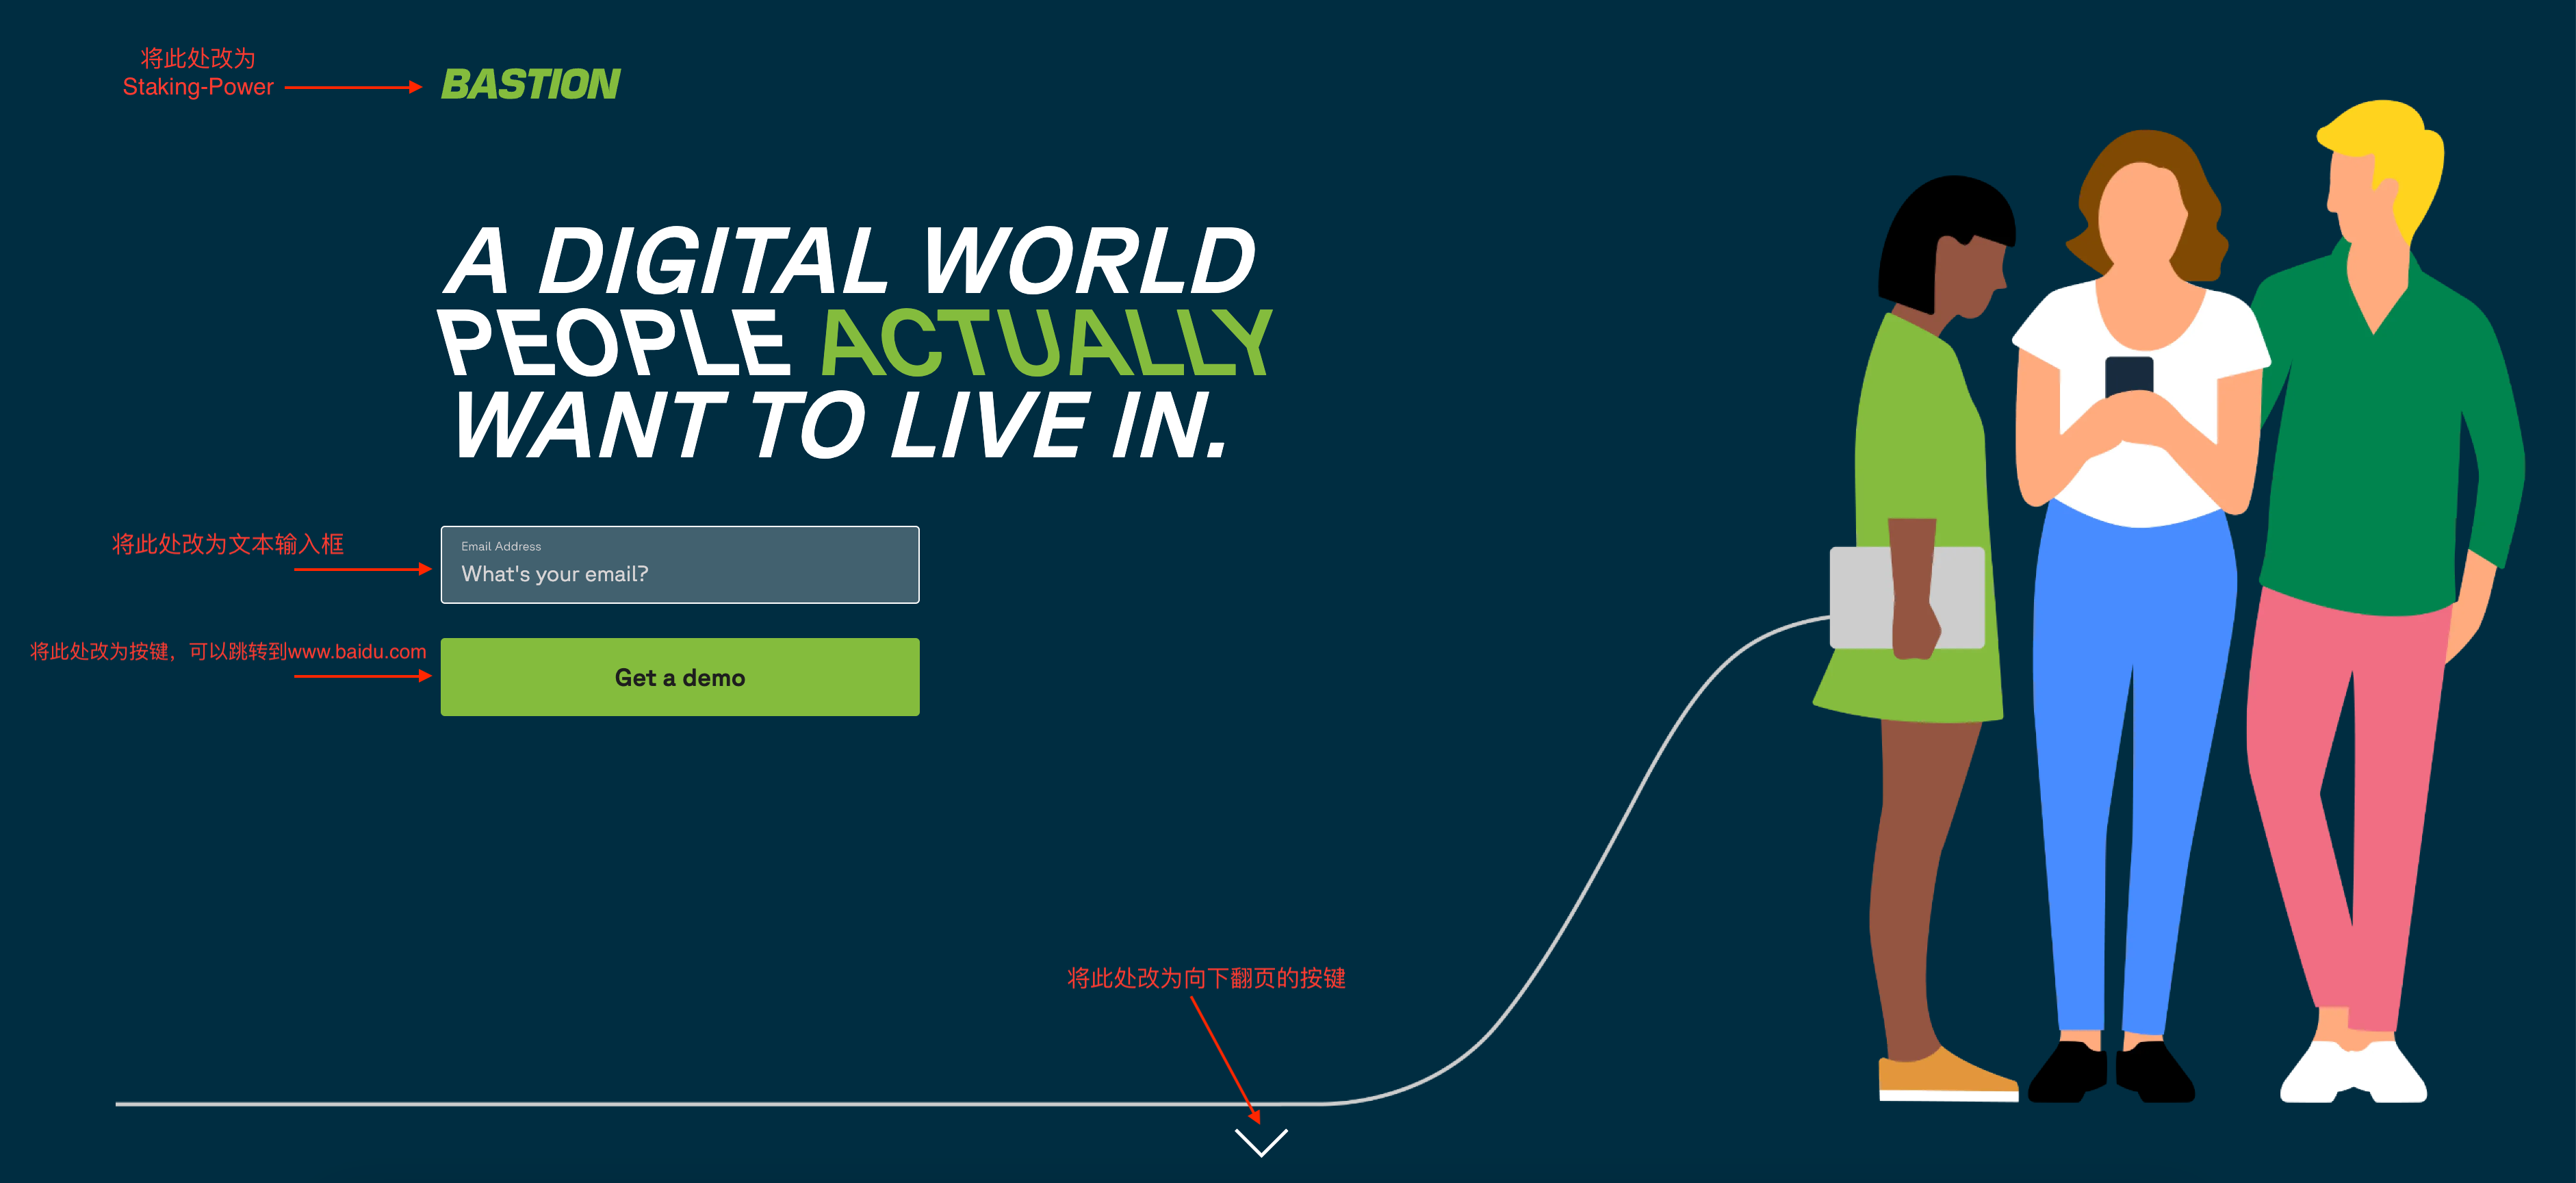 将此处改为
Staking-Power
BASTION
A DIGITAL WORLD
PEOPLE ACTUALLY
WANT TO LIVE IN.
将此处改为文本输入框
Email Address
What's your email?
将此处改为按键，可以跳转到www.baidu.com
Get a demo
将此处改为向下翻页的按键